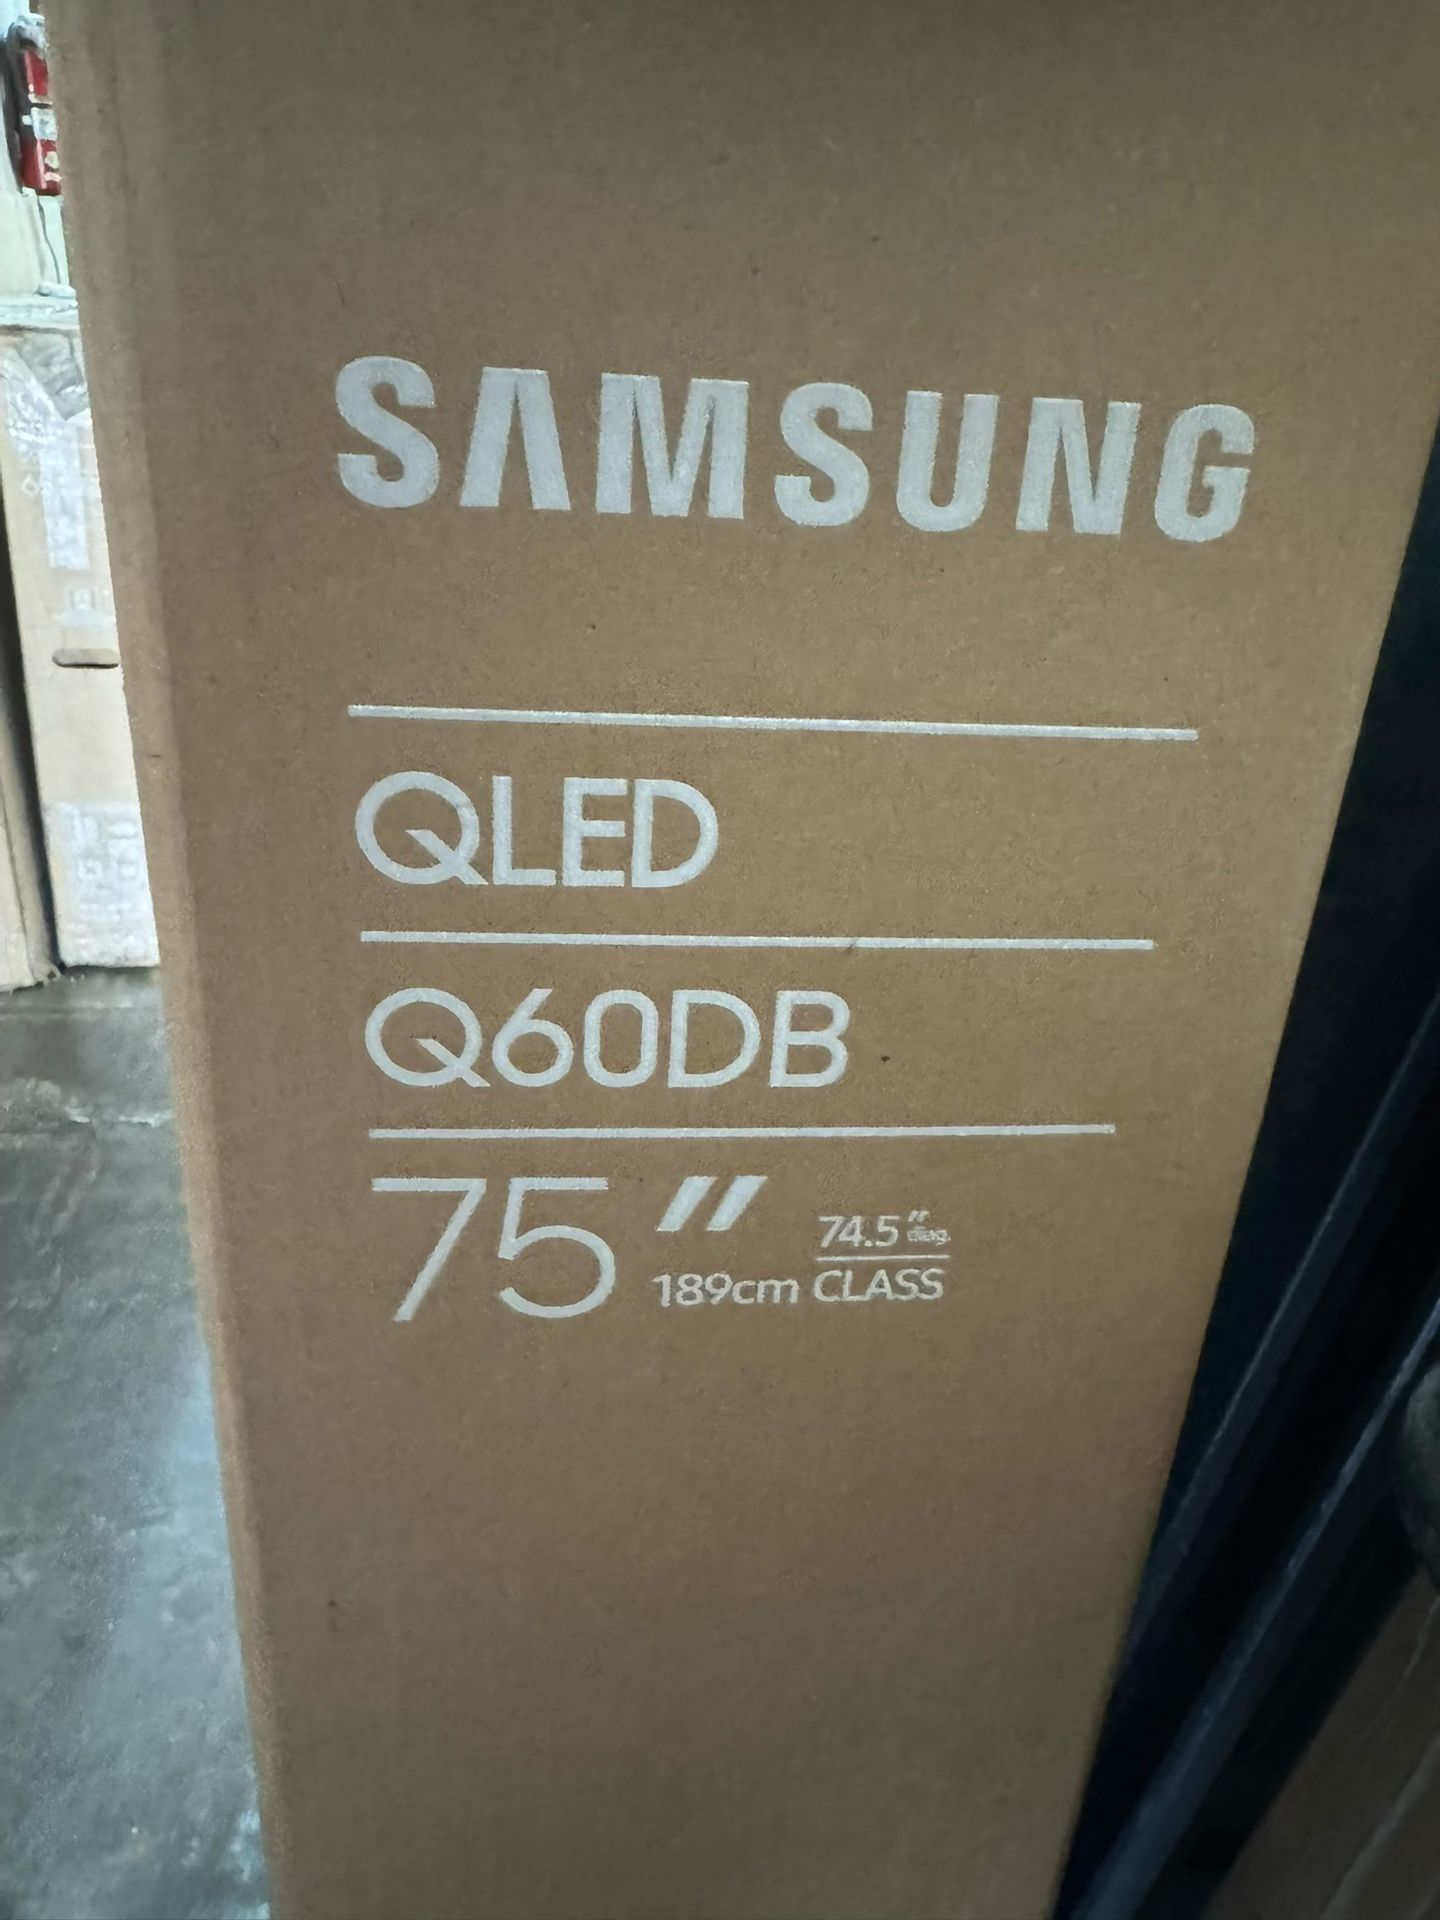 SAMSUNG
QLED
Q60DB
75" 74.5" diag.
189cm CLASS